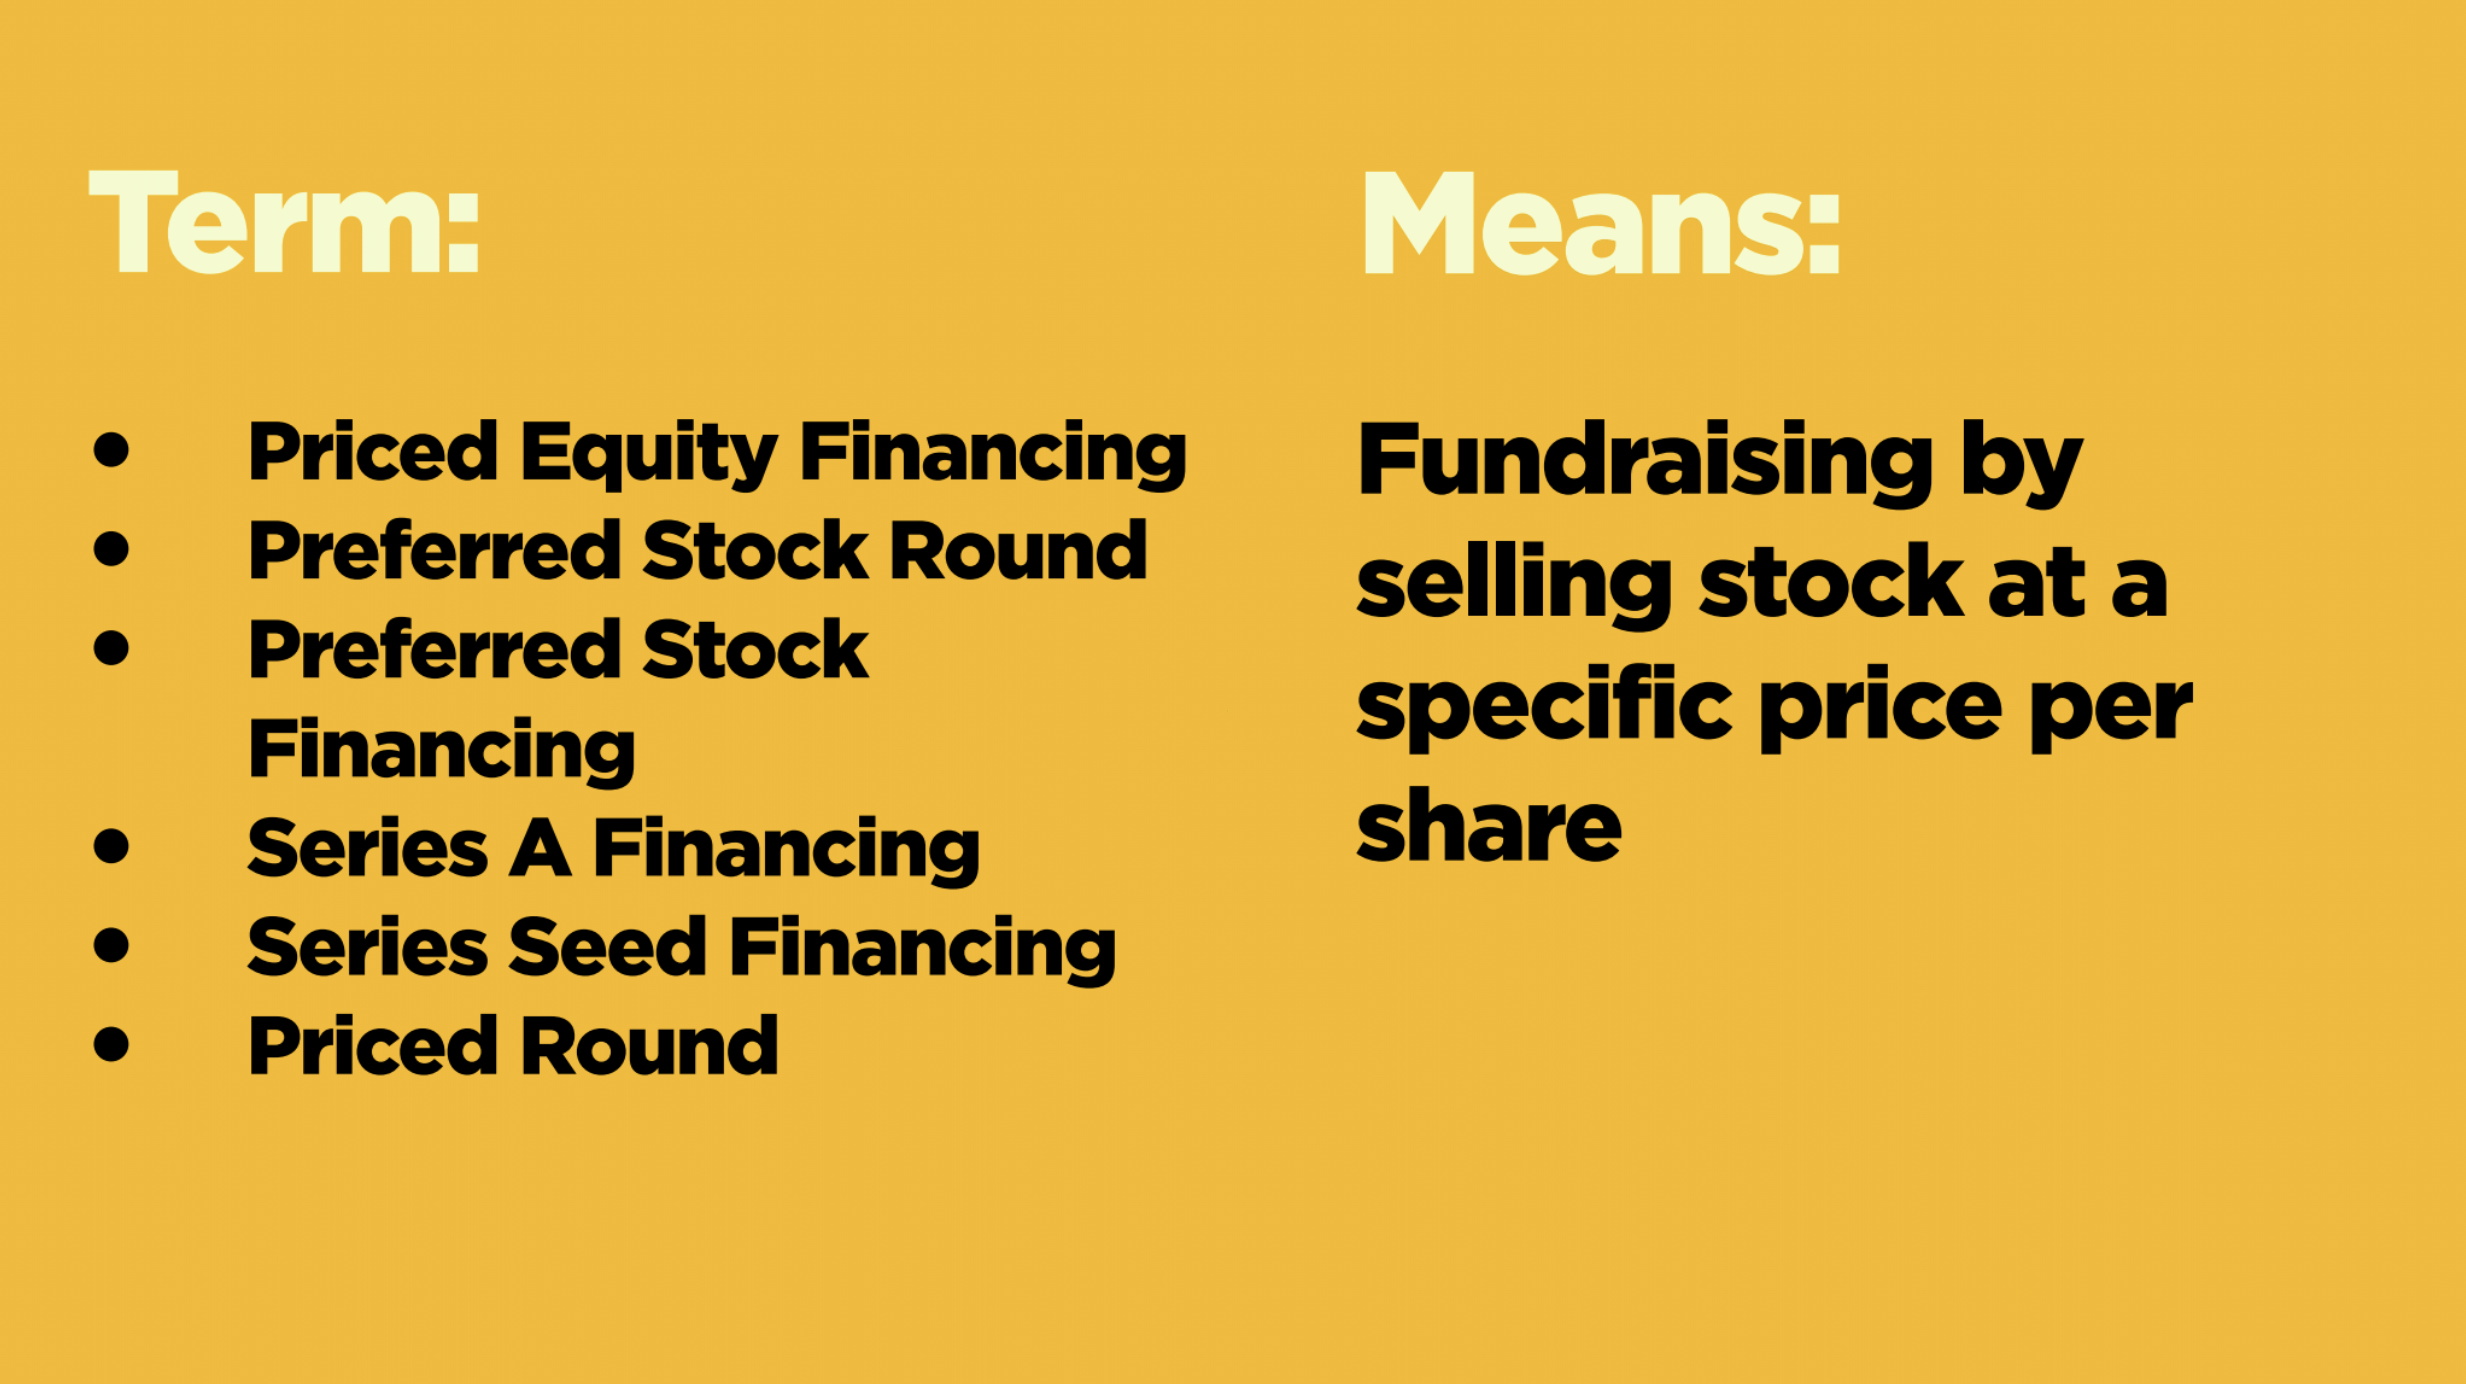 Term:
• Priced Equity Financing
• Preferred Stock Round
• Preferred Stock
Financing
• Series A Financing
• Series Seed Financing
• Priced Round
Means:
Fundraising by
selling stock at a
specific price per
share